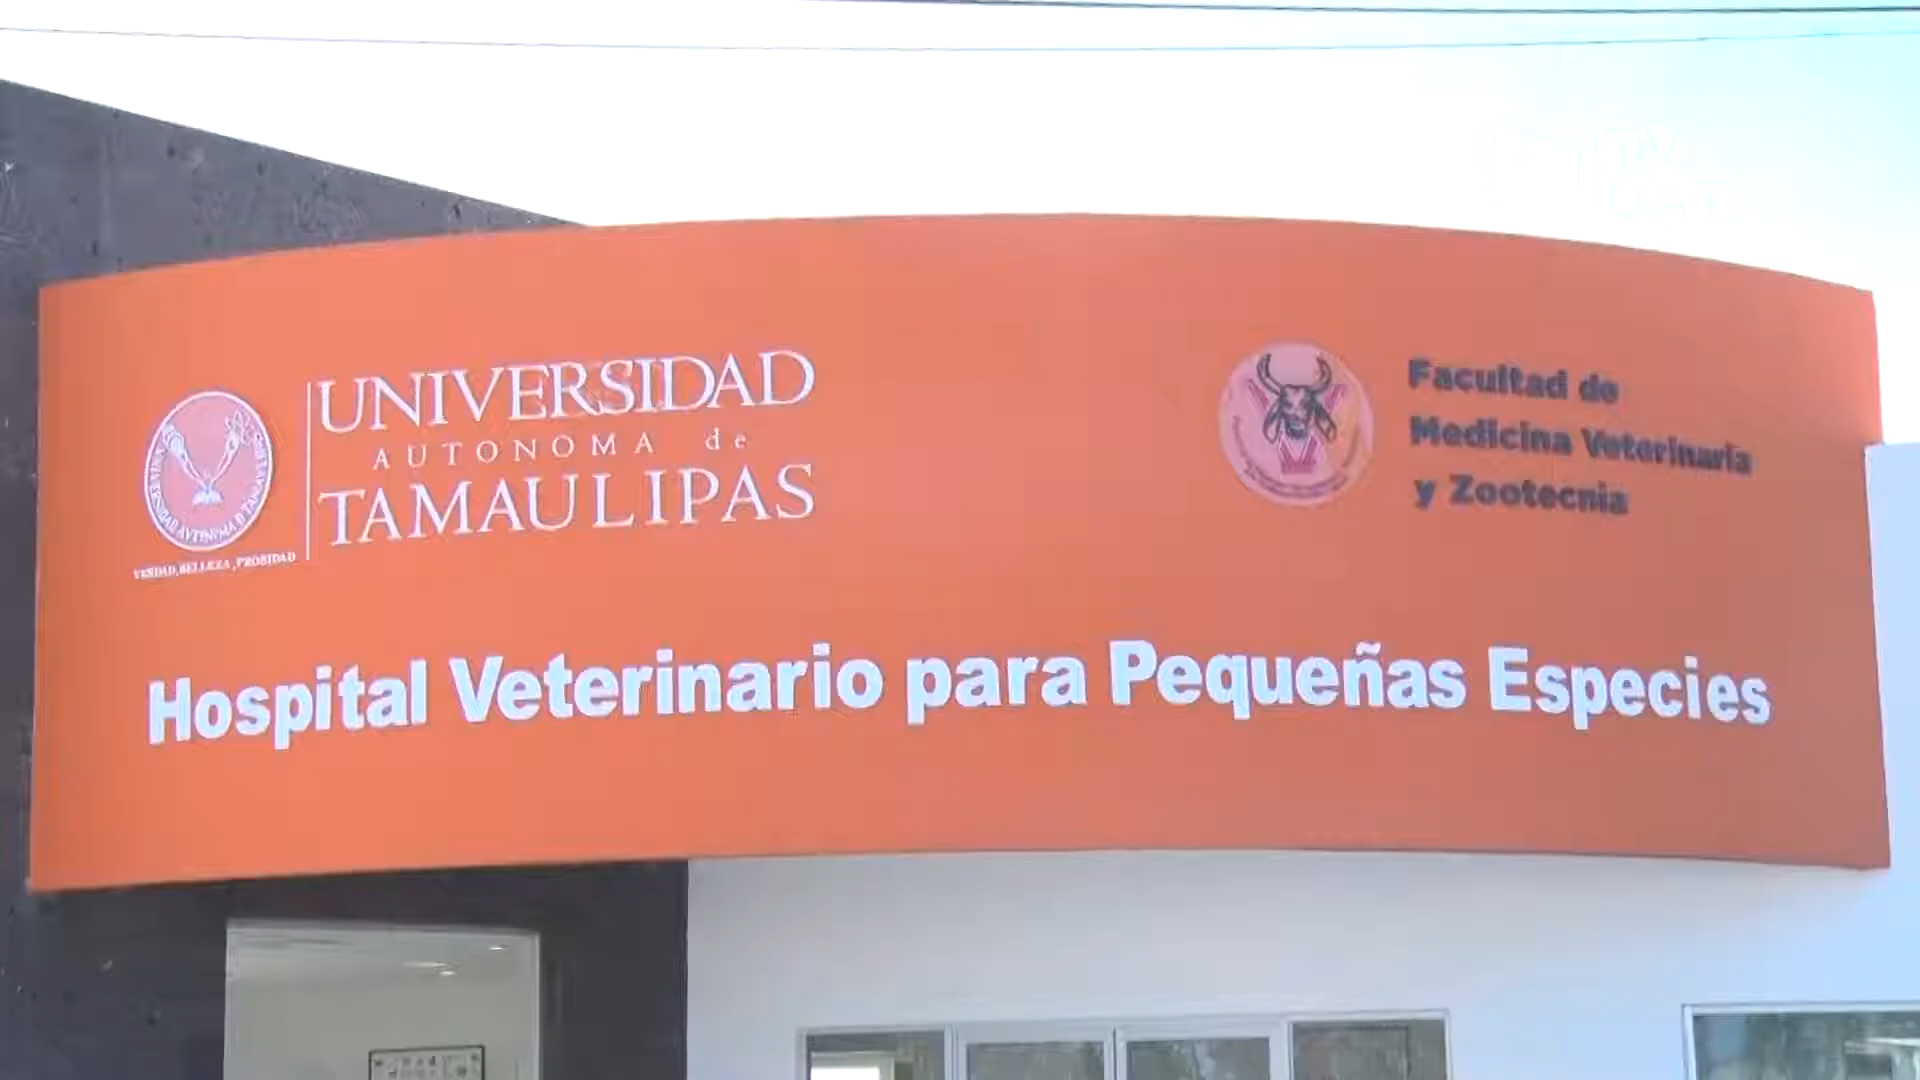 UNIVERSIDAD
AUTONOMA de
TAMAULIPAS
VERDAD, BELLEZA, PROBIDAD
Facultad de
Medicina Veterinaria
y Zootecnia
Hospital Veterinario para Pequeñas Especies